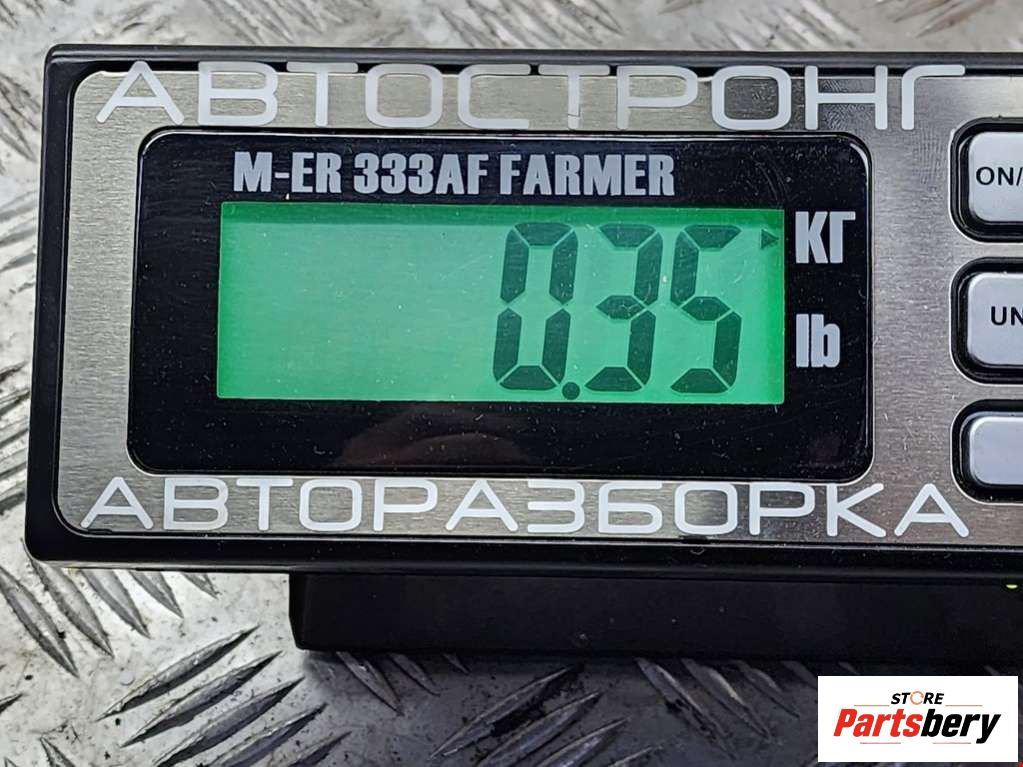 АВТОСТРОНГ
M-ER 333AF FARMER
0.35
КГ
lb
ON/
UN
АВТОРАЗБОРКА
STORE
Partsbery